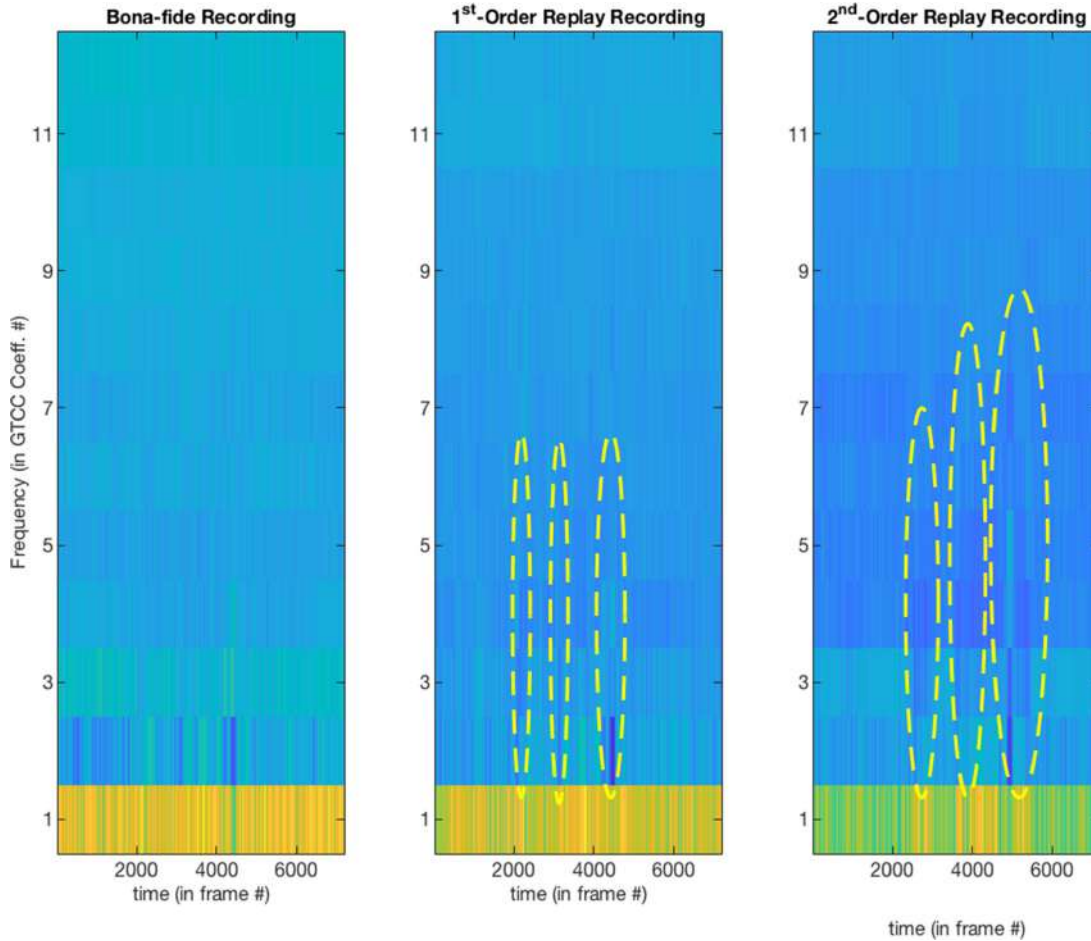 Bona-fide Recording
1st-Order Replay Recording
2nd-Order Replay Recording
Frequency (in GTCC Coeff. #)
11
9
7
5
3
1
2000 4000 6000
time (in frame #)
11
9
7
5
3
1
2000 4000 6000
time (in frame #)
11
9
7
5
3
1
2000 4000 6000
time (in frame #)